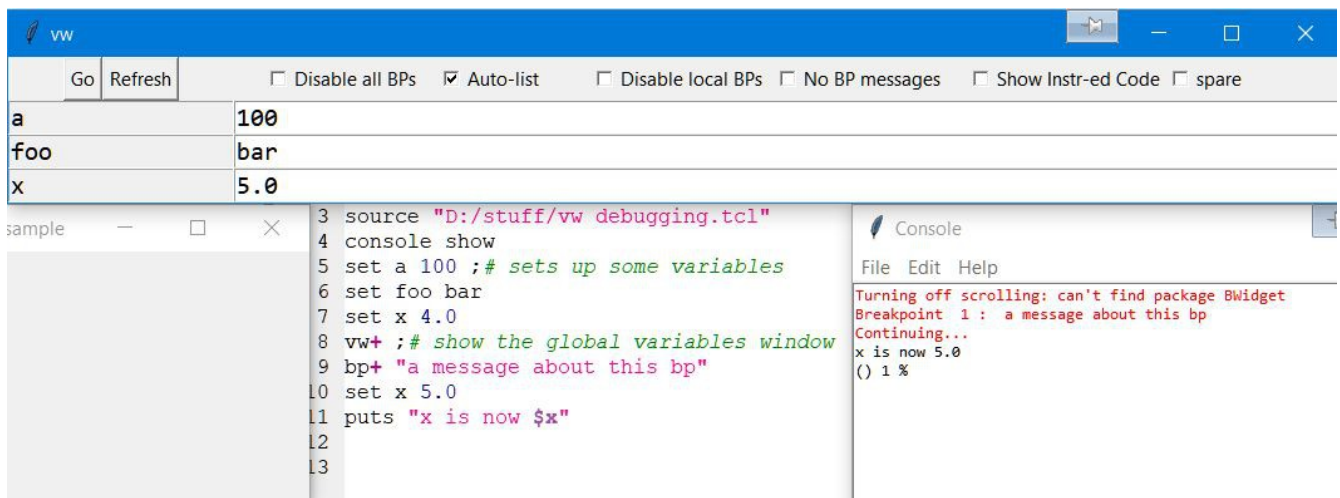 vw
Go Refresh Disable all BPs Auto-list Disable local BPs No BP messages Show Instr-ed Code spare
a 100
foo bar
x 5.0
sample
3 source "D:/stuff/vw debugging.tcl"
4 console show
5 set a 100 ;# sets up some variables
6 set foo bar
7 set x 4.0
8 vw+ ;# show the global variables window
9 bp+ "a message about this bp"
10 set x 5.0
11 puts "x is now $x"
12
13
Console
File Edit Help
Turning off scrolling: can't find package BWidget
Breakpoint 1 : a message about this bp
Continuing...
x is now 5.0
() 1 %